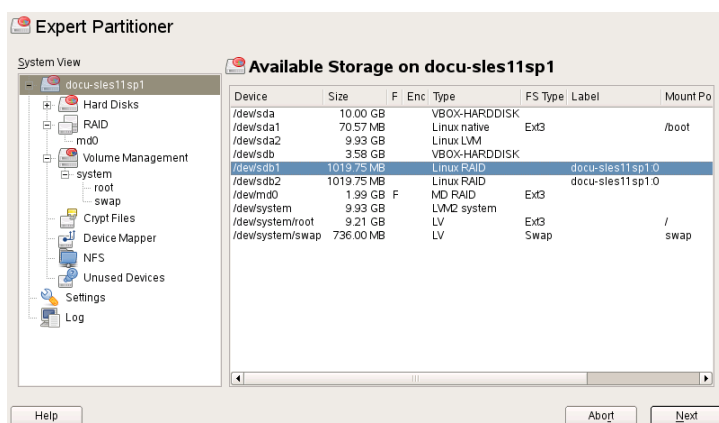 Expert Partitioner
System View
docu-sles11sp1
Hard Disks
RAID
md0
Volume Management
system
root
swap
Crypt Files
Device Mapper
NFS
Unused Devices
Settings
Log
Available Storage on docu-sles11sp1
Device Size F Enc Type FS Type Label Mount Po
/dev/sda 10.00 GB VBOX-HARDDISK
/dev/sda1 70.57 MB Linux native Ext3 /boot
/dev/sda2 9.93 GB Linux LVM
/dev/sdb 3.58 GB VBOX-HARDDISK
/dev/sdb1 1019.75 MB Linux RAID docu-sles11sp1:0
/dev/sdb2 1019.75 MB Linux RAID docu-sles11sp1:0
/dev/md0 1.99 GB F MD RAID Ext3
/dev/system 9.93 GB LVM2 system
/dev/system/root 9.21 GB LV Ext3 /
/dev/system/swap 736.00 MB LV Swap swap
Help Abort Next